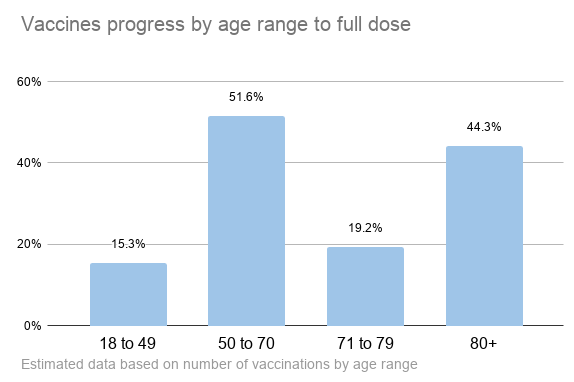 Vaccines progress by age range to full dose
60%
51.6%
44.3%
40%
19.2%
20%
15.3%
0%
18 to 49 50 to 70 71 to 79 80+
Estimated data based on number of vaccinations by age range